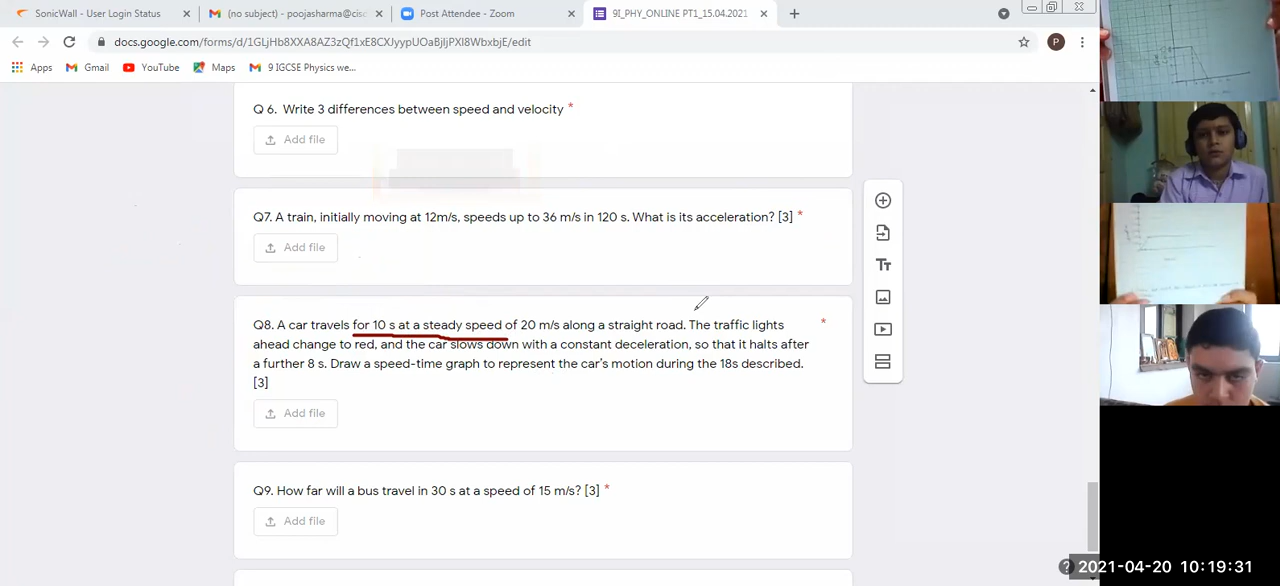 SonicWall - User Login Status
(no subject) - poojasharma@cisc
Post Attendee - Zoom
9I_PHY_ONLINE PT1_15.04.2021
docs.google.com/forms/d/1GLjHb8XXA8AZ3zQf1xE8CXJyypUOaBjIjPXI8WbxbjE/edit
P
Apps
Gmail
YouTube
Maps
9 IGCSE Physics we...
Q 6. Write 3 differences between speed and velocity *
Add file
Q7. A train, initially moving at 12m/s, speeds up to 36 m/s in 120 s. What is its acceleration? [3] *
Add file
Q8. A car travels for 10 s at a steady speed of 20 m/s along a straight road. The traffic lights *
ahead change to red, and the car slows down with a constant deceleration, so that it halts after
a further 8 s. Draw a speed-time graph to represent the car's motion during the 18s described.
[3]
Add file
Q9. How far will a bus travel in 30 s at a speed of 15 m/s? [3] *
Add file
Tт
2021-04-20 10:19:31